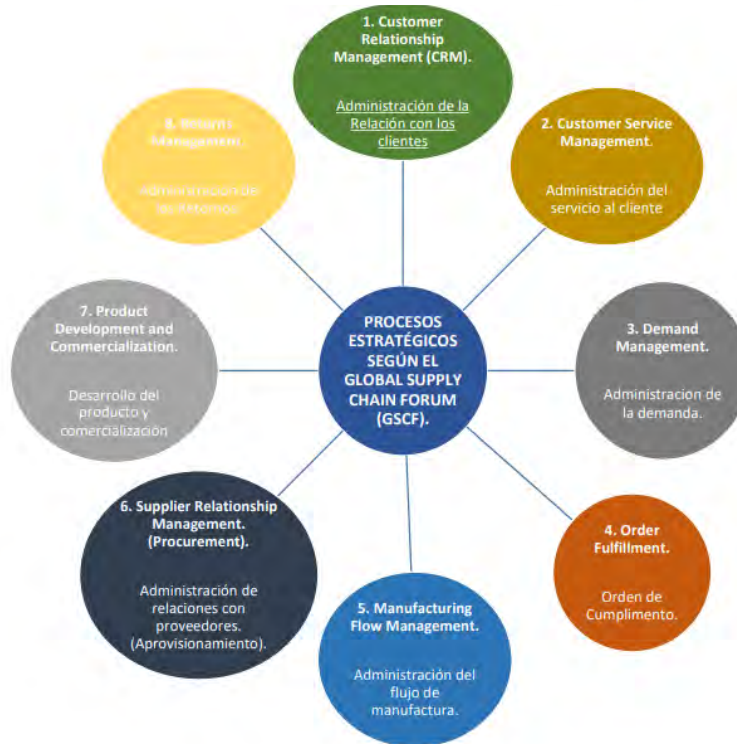 1. Customer
Relationship
Management (CRM).
Administración de la
Relación con los
clientes
2. Customer Service
Management.
Administración del
servicio al cliente
3. Demand
Management.
Administracion de
la demanda.
4. Order
Fulfillment.
Orden de
Cumplimento.
5. Manufacturing
Flow Management.
Administración del
flujo de
manufactura.
6. Supplier Relationship
Management.
(Procurement).
Administración de
relaciones con
proveedores.
(Aprovisionamiento).
7. Product
Development and
Commercialization.
Desarrollo del
producto y
comercialización
8. Returns
Management.
PROCESOS
ESTRATÉGICOS
SEGÚN EL
GLOBAL SUPPLY
CHAIN FORUM
(GSCF).